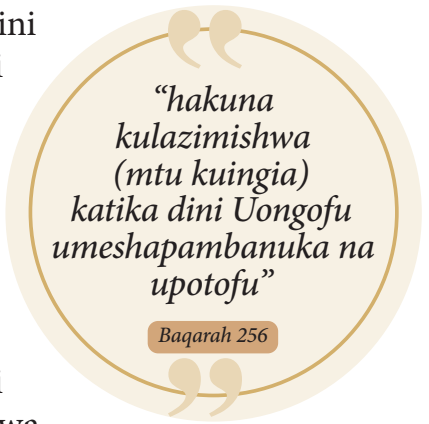 ini
i
“hakuna
kulazimishwa
(mtu kuingia)
katika dini Uongofu
umeshapambanuka na
upotofu”
Baqarah 256
i